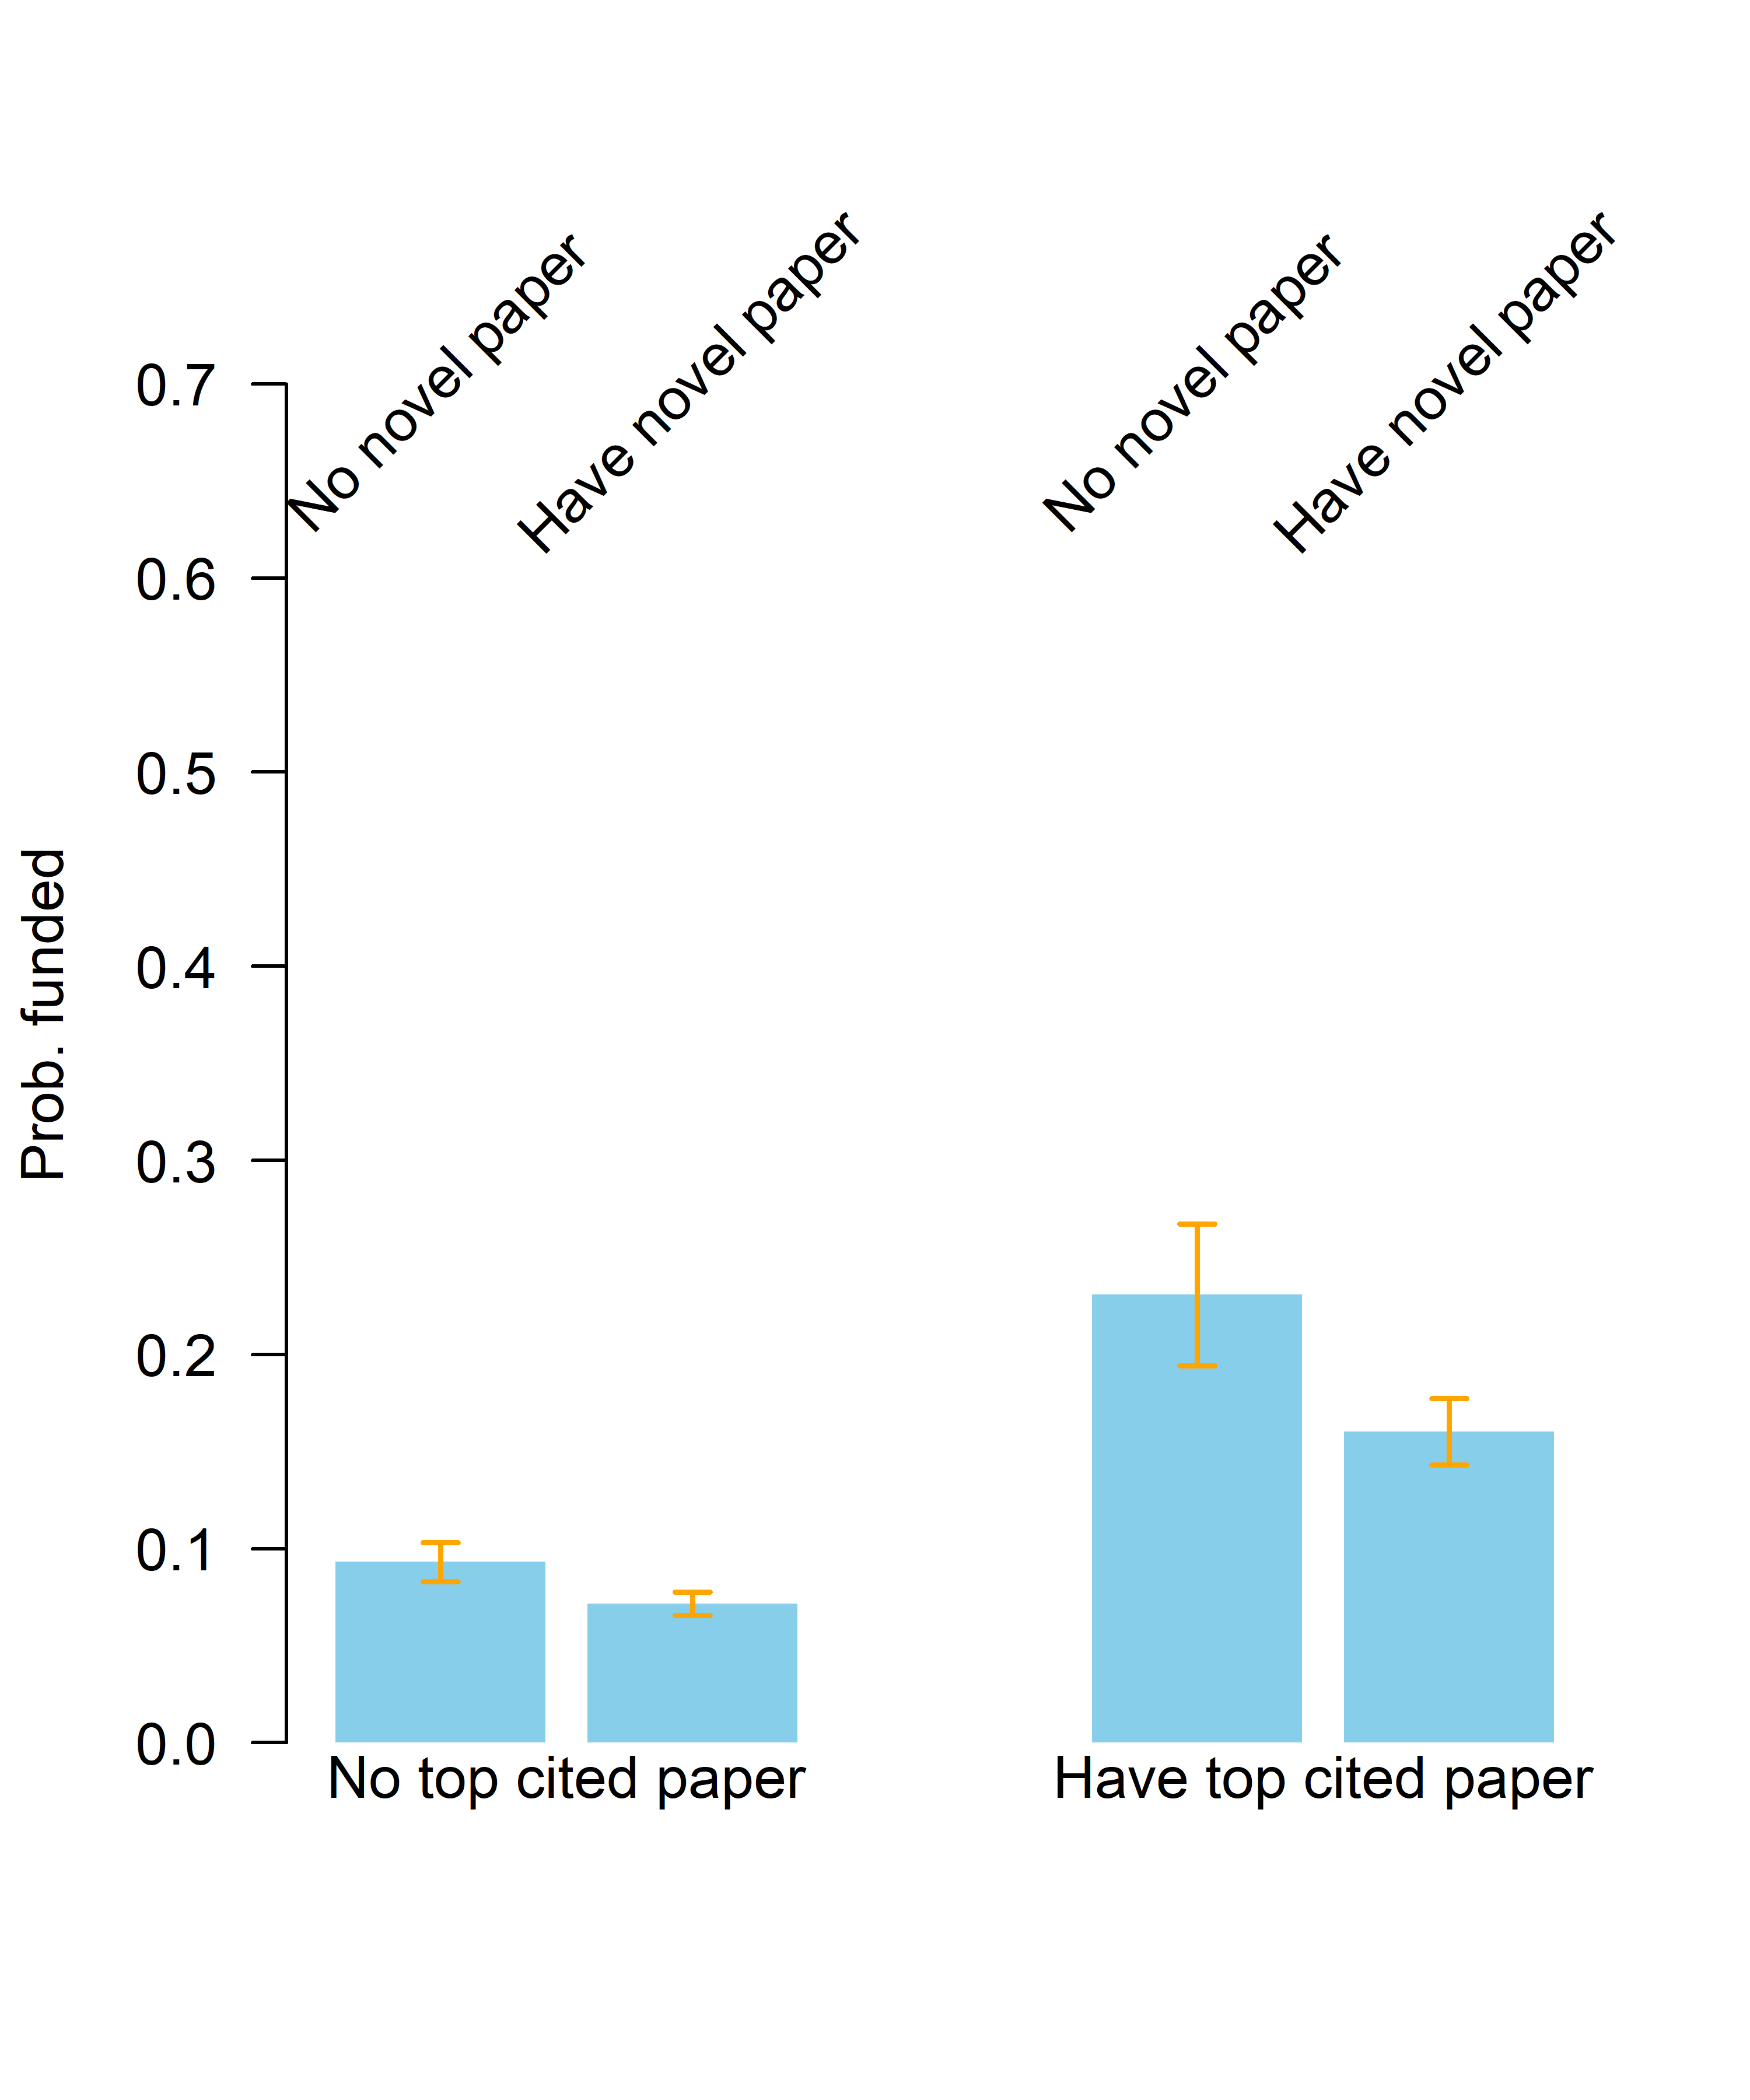 No novel paper
Have novel paper
No novel paper
Have novel paper
0.7
0.6
0.5
0.4
0.3
0.2
0.1
0.0
Prob. funded
No top cited paper
Have top cited paper